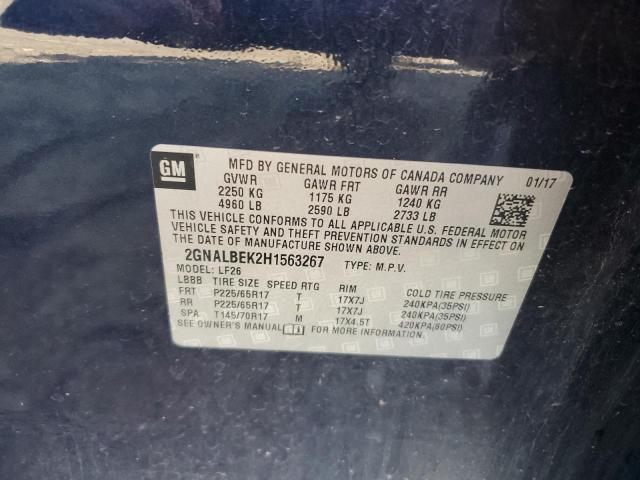 GM
MFD BY GENERAL MOTORS OF CANADA COMPANY 01/17
GVWR GAWR FRT GAWR RR
2250 KG 1175 KG 1240 KG
4960 LB 2590 LB 2733 LB
THIS VEHICLE CONFORMS TO ALL APPLICABLE U.S. FEDERAL MOTOR
VEHICLE SAFETY, BUMPER, AND THEFT PREVENTION STANDARDS IN EFFECT ON
THE DATE OF MANUFACTURE SHOWN ABOVE.
2GNALBEK2H1563267 TYPE: M.P.V.
MODEL: LF26
LBBB TIRE SIZE SPEED RTG RIM COLD TIRE PRESSURE
FRT P225/65R17 T 17X7J 240KPA(35PSI)
RR P225/65R17 T 17X7J 240KPA(35PSI)
SPA T145/70R17 M 17X4.5T 420KPA(60PSI)
SEE OWNER'S MANUAL FOR MORE INFORMATION.